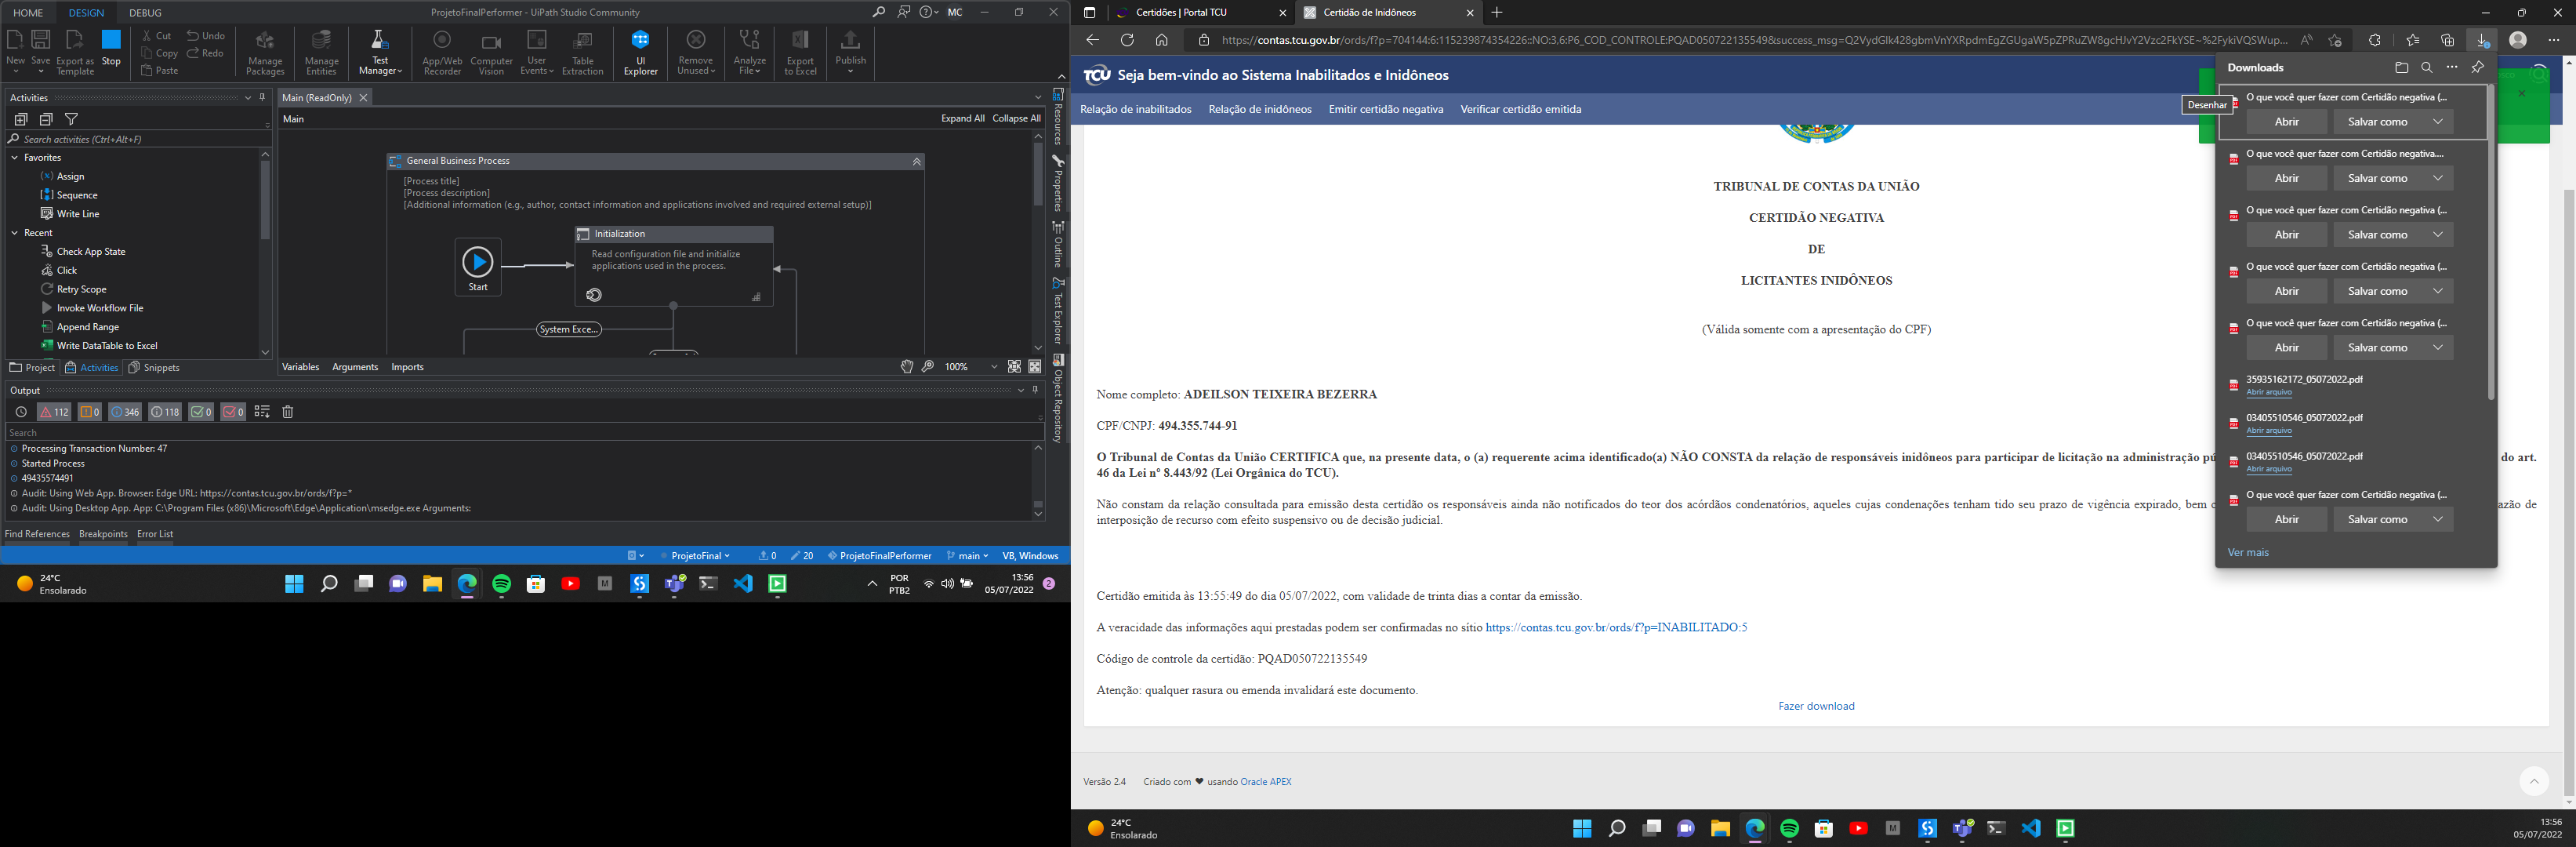 HOME DESIGN DEBUG
ProjetoFinalPerformer - UiPath Studio Community
MC
New Save Export as Template Stop
Cut Copy Paste
Undo Redo
Manage Packages
Manage Entities
Test Manager
App/Web Recorder
Computer Vision
User Events
Table Extraction
UI Explorer
Remove Unused
Analyze File
Export to Excel
Publish
Activities
Search activities (Ctrl+Alt+F)
Favorites
Assign
Sequence
Write Line
Recent
Check App State
Click
Retry Scope
Invoke Workflow File
Append Range
Write DataTable to Excel
Project Activities Snippets
Main (ReadOnly)
Main
Expand All Collapse All
General Business Process
[Process title]
[Process description]
[Additional information (e.g., author, contact information and applications involved and required external setup)]
Start
Initialization
Read configuration file and initialize
applications used in the process.
System Exce...
Variables Arguments Imports
100%
Resources
Properties
Outline
Test Explorer
Object Repository
Output
112 0 346 118 0 0
Search
Processing Transaction Number: 47
Started Process
49435574491
Audit: Using Web App. Browser: Edge URL: https://contas.tcu.gov.br/ords/f?p=*
Audit: Using Desktop App. App: C:\Program Files (x86)\Microsoft\Edge\Application\msedge.exe Arguments:
Find References Breakpoints Error List
ProjetoFinal 0 20 ProjetoFinalPerformer main VB, Windows
24°C
Ensolarado
POR
PTB2
13:56
05/07/2022
2
Certidões | Portal TCU
Certidão de Inidôneos
https://contas.tcu.gov.br/ords/f?p=704144:6:115239874354226::NO:3,6:P6_COD_CONTROLE:PQAD050722135549&success_msg=
TCU Seja bem-vindo ao Sistema Inabilitados e Inidôneos
Relação de inabilitados Relação de inidôneos Emitir certidão negativa Verificar certidão emitida
TRIBUNAL DE CONTAS DA UNIÃO
CERTIDÃO NEGATIVA
DE
LICITANTES INIDÔNEOS
(Válida somente com a apresentação do CPF)
Nome completo: ADEILSON TEIXEIRA BEZERRA
CPF/CNPJ: 494.355.744-91
O Tribunal de Contas da União CERTIFICA que, na presente data, o (a) requerente acima identificado(a) NÃO CONSTA da relação de responsáveis inidôneos para participar de licitação na administração pú do art.
46 da Lei nº 8.443/92 (Lei Orgânica do TCU).
Não constam da relação consultada para emissão desta certidão os responsáveis ainda não notificados do teor dos acórdãos condenatórios, aqueles cujas condenações tenham tido seu prazo de vigência expirado, bem azão de
interposição de recurso com efeito suspensivo ou de decisão judicial.
Certidão emitida às 13:55:49 do dia 05/07/2022, com validade de trinta dias a contar da emissão.
A veracidade das informações aqui prestadas podem ser confirmadas no sítio https://contas.tcu.gov.br/ords/f?p=INABILITADO:5
Código de controle da certidão: PQAD050722135549
Atenção: qualquer rasura ou emenda invalidará este documento.
Fazer download
Versão 2.4 Criado com ❤ usando Oracle APEX
Downloads
Desenhar
O que você quer fazer com Certidão negativa (...
Abrir Salvar como
O que você quer fazer com Certidão negativa....
Abrir Salvar como
O que você quer fazer com Certidão negativa (...
Abrir Salvar como
O que você quer fazer com Certidão negativa (...
Abrir Salvar como
O que você quer fazer com Certidão negativa (...
Abrir Salvar como
35935162172_05072022.pdf
Abrir arquivo
03405510546_05072022.pdf
Abrir arquivo
03405510546_05072022.pdf
Abrir arquivo
O que você quer fazer com Certidão negativa (...
Abrir Salvar como
Ver mais
24°C
Ensolarado
13:56
05/07/2022